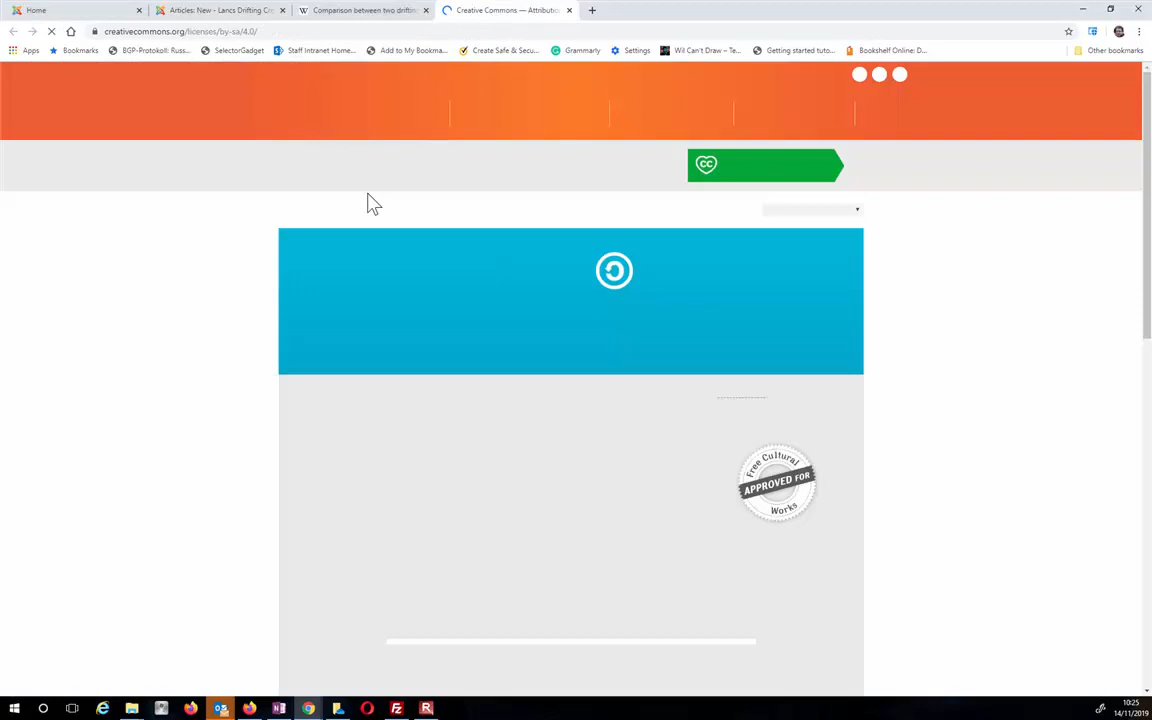 Home
Articles: New - Lancs Drifting Cre
Comparison between two drifting
Creative Commons — Attributio
creativecommons.org/licenses/by-sa/4.0/
Apps
Bookmarks
BGP-Protokoll: Russ...
SelectorGadget
Staff Intranet Home...
Add to My Bookma...
Create Safe & Secu...
Grammarly
Settings
Wil Can't Draw – Te...
Getting started tuto...
Bookshelf Online: D...
Other bookmarks
cc
Free Cultural
APPROVED FOR
Works
10:25
14/11/2019